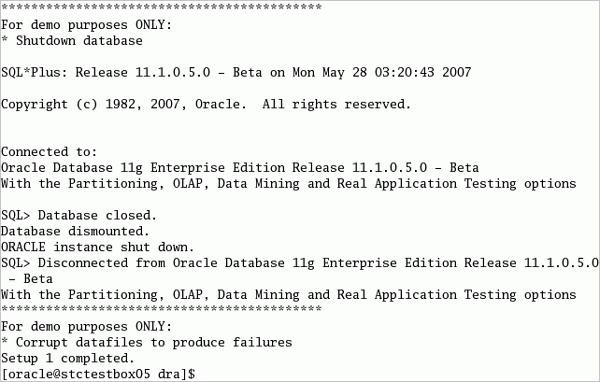 ******************************************
For demo purposes ONLY:
* Shutdown database
SQL*Plus: Release 11.1.0.5.0 – Beta on Mon May 28 03:20:43 2007
Copyright (c) 1982, 2007, Oracle.  All rights reserved.
Connected to:
Oracle Database 11g Enterprise Edition Release 11.1.0.5.0 – Beta
With the Partitioning, OLAP, Data Mining and Real Application Testing options
SQL> Database closed.
Database dismounted.
ORACLE instance shut down.
SQL> Disconnected from Oracle Database 11g Enterprise Edition Release 11.1.0.5.0
– Beta
With the Partitioning, OLAP, Data Mining and Real Application Testing options
******************************************
For demo purposes ONLY:
* Corrupt datafiles to produce failures
Setup 1 completed.
[oracle@stctestbox05 dra]$